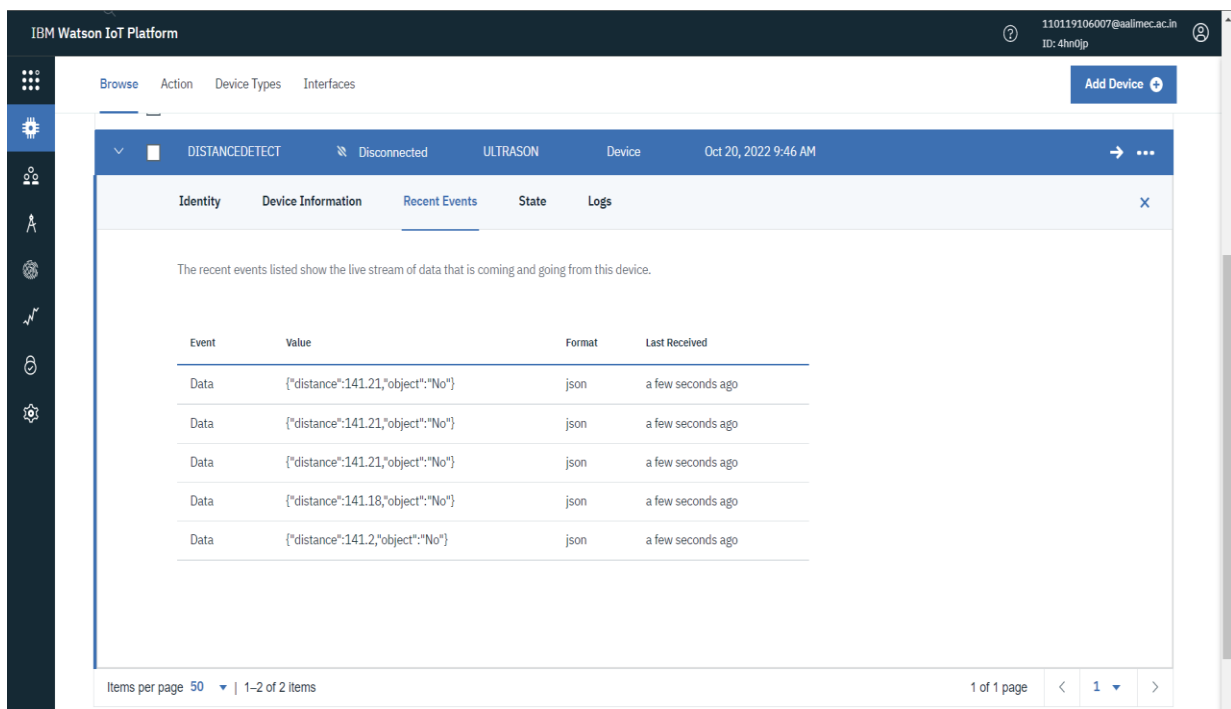 IBM Watson IoT Platform
110119106007@aalimec.ac.in
ID: 4hn0jp
Browse Action Device Types Interfaces
Add Device
DISTANCEDETECT Disconnected ULTRASON Device Oct 20, 2022 9:46 AM
Identity Device Information Recent Events State Logs
The recent events listed show the live stream of data that is coming and going from this device.
Event Value Format Last Received
Data {"distance":141.21,"object":"No"} json a few seconds ago
Data {"distance":141.21,"object":"No"} json a few seconds ago
Data {"distance":141.21,"object":"No"} json a few seconds ago
Data {"distance":141.18,"object":"No"} json a few seconds ago
Data {"distance":141.2,"object":"No"} json a few seconds ago
Items per page 50 | 1–2 of 2 items 1 of 1 page 1